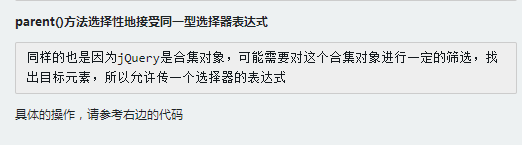 parent()方法选择性地接受同一型选择器表达式
同样的也是因为jQuery是合集对象，可能需要对这个合集对象进行一定的筛选，找
出目标元素，所以允许传一个选择器的表达式
具体的操作，请参考右边的代码